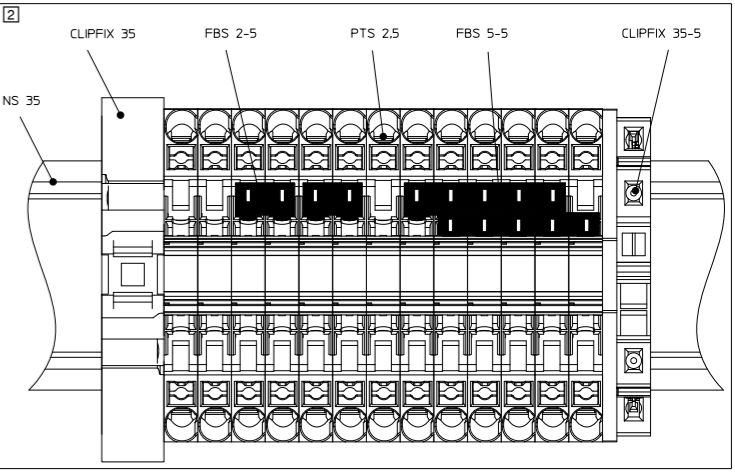 2
CLIPFIX 35
FBS 2-5
PTS 2,5
FBS 5-5
CLIPFIX 35-5
NS 35